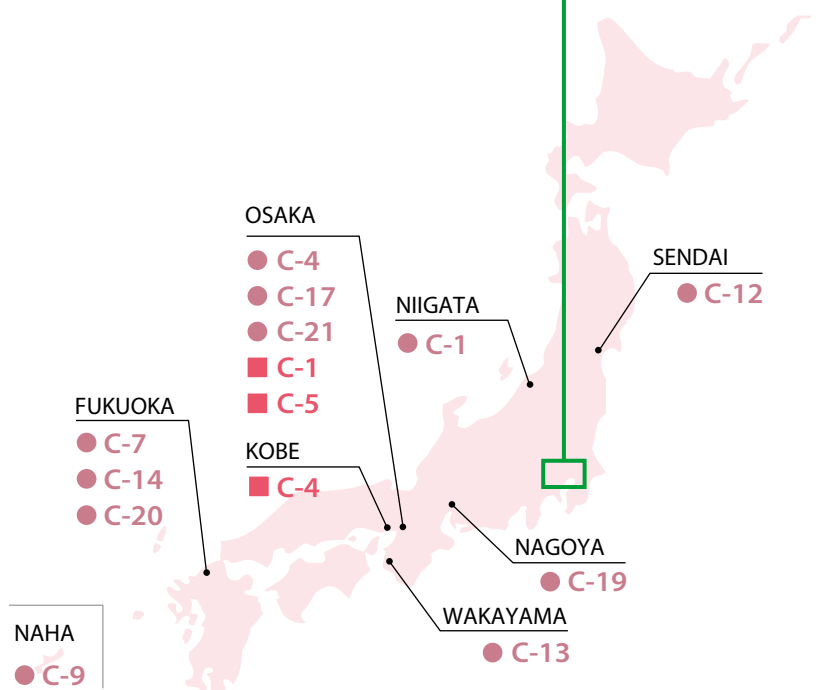 OSAKA
C-4
C-17
C-21
C-1
C-5
SENDAI
C-12
NIIGATA
C-1
FUKUOKA
C-7
C-14
C-20
KOBE
C-4
NAGOYA
C-19
WAKAYAMA
C-13
NAHA
C-9